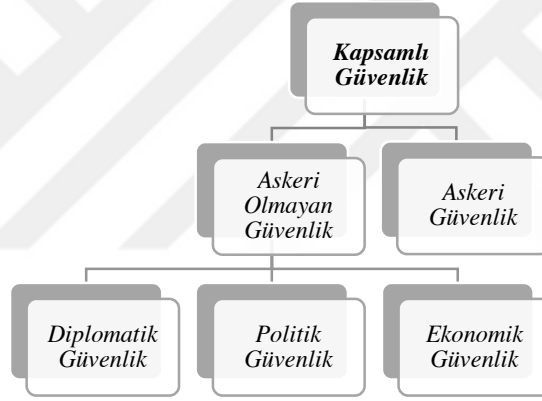 Kapsamlı
Güvenlik
Askeri
Olmayan
Güvenlik
Askeri
Güvenlik
Diplomatik
Güvenlik
Politik
Güvenlik
Ekonomik
Güvenlik